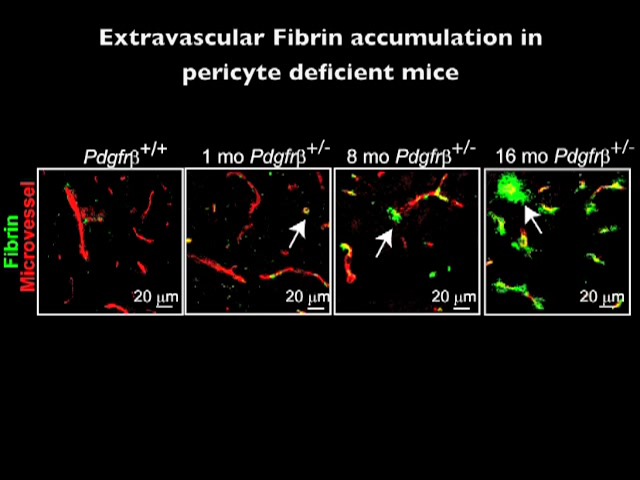 Extravascular Fibrin accumulation in
pericyte deficient mice
Pdgfrβ+/+
1 mo Pdgfrβ+/-
8 mo Pdgfrβ+/-
16 mo Pdgfrβ+/-
Fibrin
Microvessel
20 μm
20 μm
20 μm
20 μm